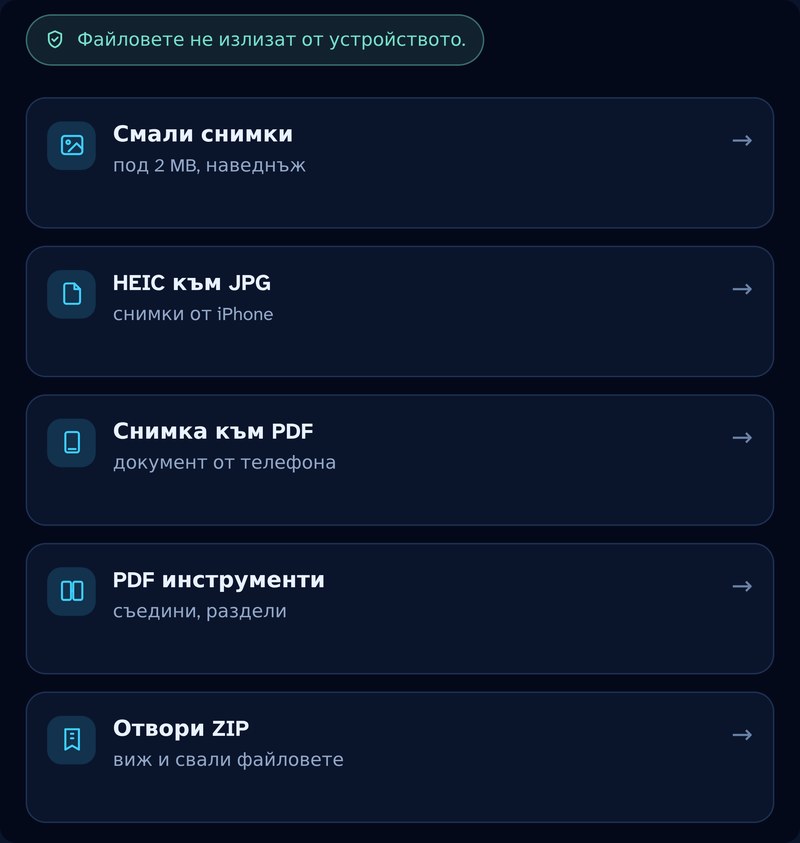 Файловете не излизат от устройството.
Смали снимки
под 2 MB, наведнъж
HEIC към JPG
снимки от iPhone
Снимка към PDF
документ от телефона
PDF инструменти
съедини, раздели
Отвори ZIP
виж и свали файловете